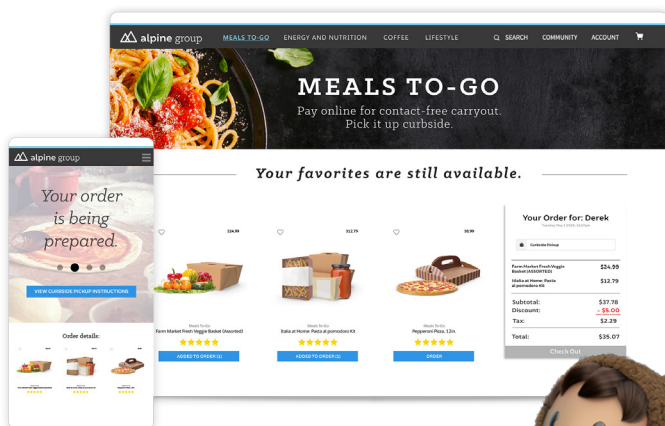 alpine group
MEALS TO-GO
ENERGY AND NUTRITION
COFFEE
LIFESTYLE
SEARCH
COMMUNITY
ACCOUNT
MEALS TO-GO
Pay online for contact-free carryout.
Pick it up curbside.
Your favorites are still available.
$24.99
Meals To-Go
Farm Market Fresh Veggie Basket (Assorted)
ADDED TO ORDER (1)
$12.79
Meals To-Go
Italia at Home: Pasta al pomodoro Kit
ADDED TO ORDER (1)
$8.99
Meals To-Go
Pepperoni Pizza, 12in.
ORDER
Your Order for: Derek
Curbside Pickup
Farm Market Fresh Veggie
Basket (ASSORTED)
$24.99
Italia at Home: Pasta
al pomodoro Kit
$12.79
Subtotal:
$37.78
Discount:
- $5.00
Tax:
$2.29
Total:
$35.07
Check Out
alpine group
Your order
is being
prepared.
VIEW CURBSIDE PICKUP INSTRUCTIONS
Order details: